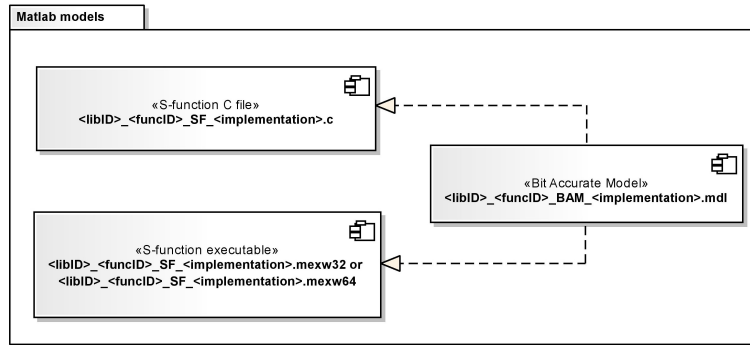 Matlab models
«S-function C file»
<libID>_<funcID>_SF_<implementation>.c
«Bit Accurate Model»
<libID>_<funcID>_BAM_<implementation>.mdl
«S-function executable»
<libID>_<funcID>_SF_<implementation>.mexw32 or
<libID>_<funcID>_SF_<implementation>.mexw64